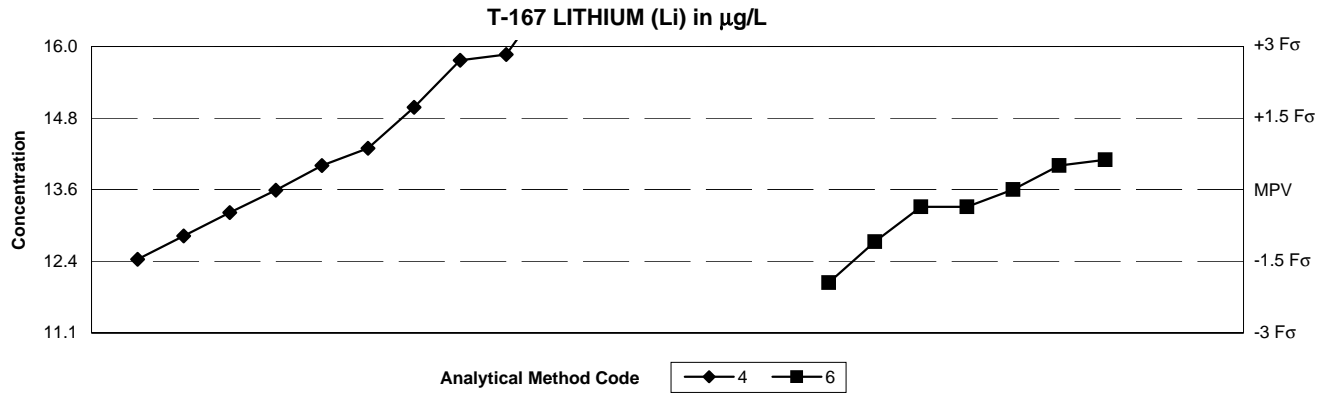 T-167 LITHIUM (Li) in μg/L
Concentration
16.0
14.8
13.6
12.4
11.1
+3 Fσ
+1.5 Fσ
MPV
-1.5 Fσ
-3 Fσ
Analytical Method Code
4
6